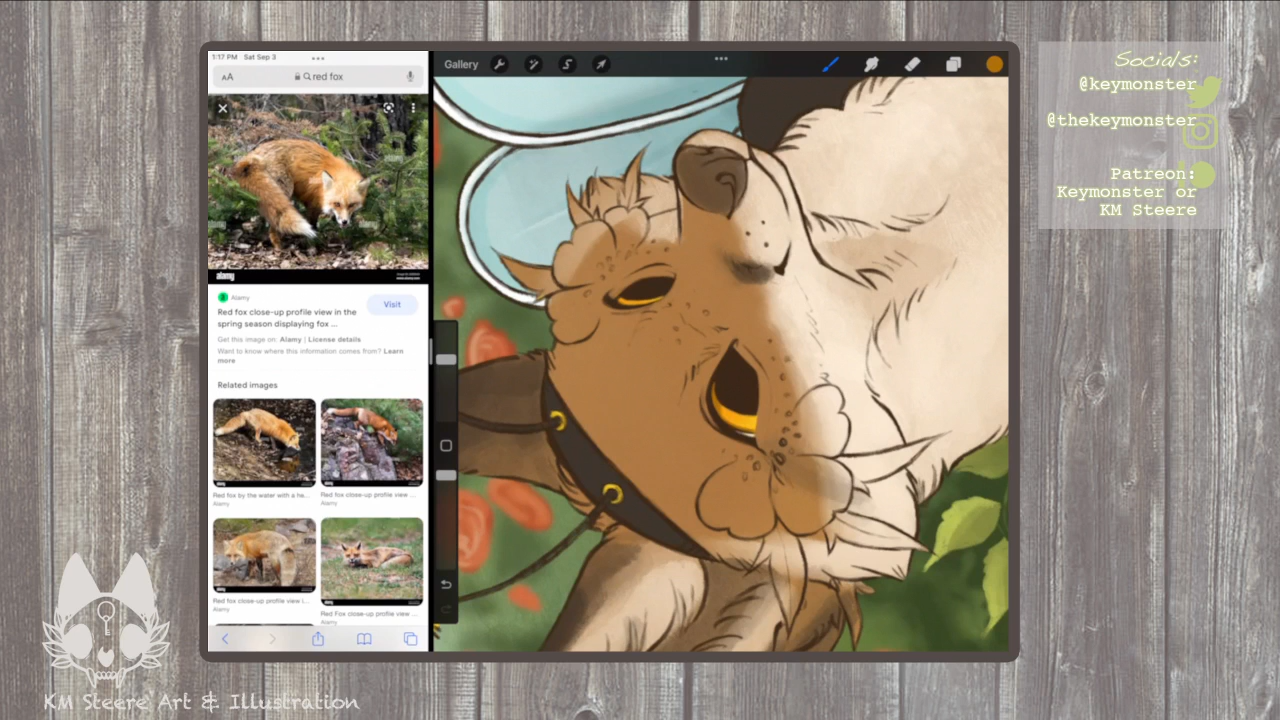 1:17 PM Sat Sep 3
AA
red fox
alamy
alamy
Alamy
Visit
Red fox close-up profile view in the
spring season displaying fox ...
Get this image on: Alamy | License details
Want to know where this information comes from? Learn
more
Related images
Red fox by the water with a he...
Alamy
Red fox close-up profile view ...
Alamy
Red fox close-up profile view i...
Alamy
Red Fox close-up profile view ...
Alamy
Gallery
Socials:
@keymonster
@thekeymonster
Patreon:
Keymonster or
KM Steere
KM Steere Art & Illustration